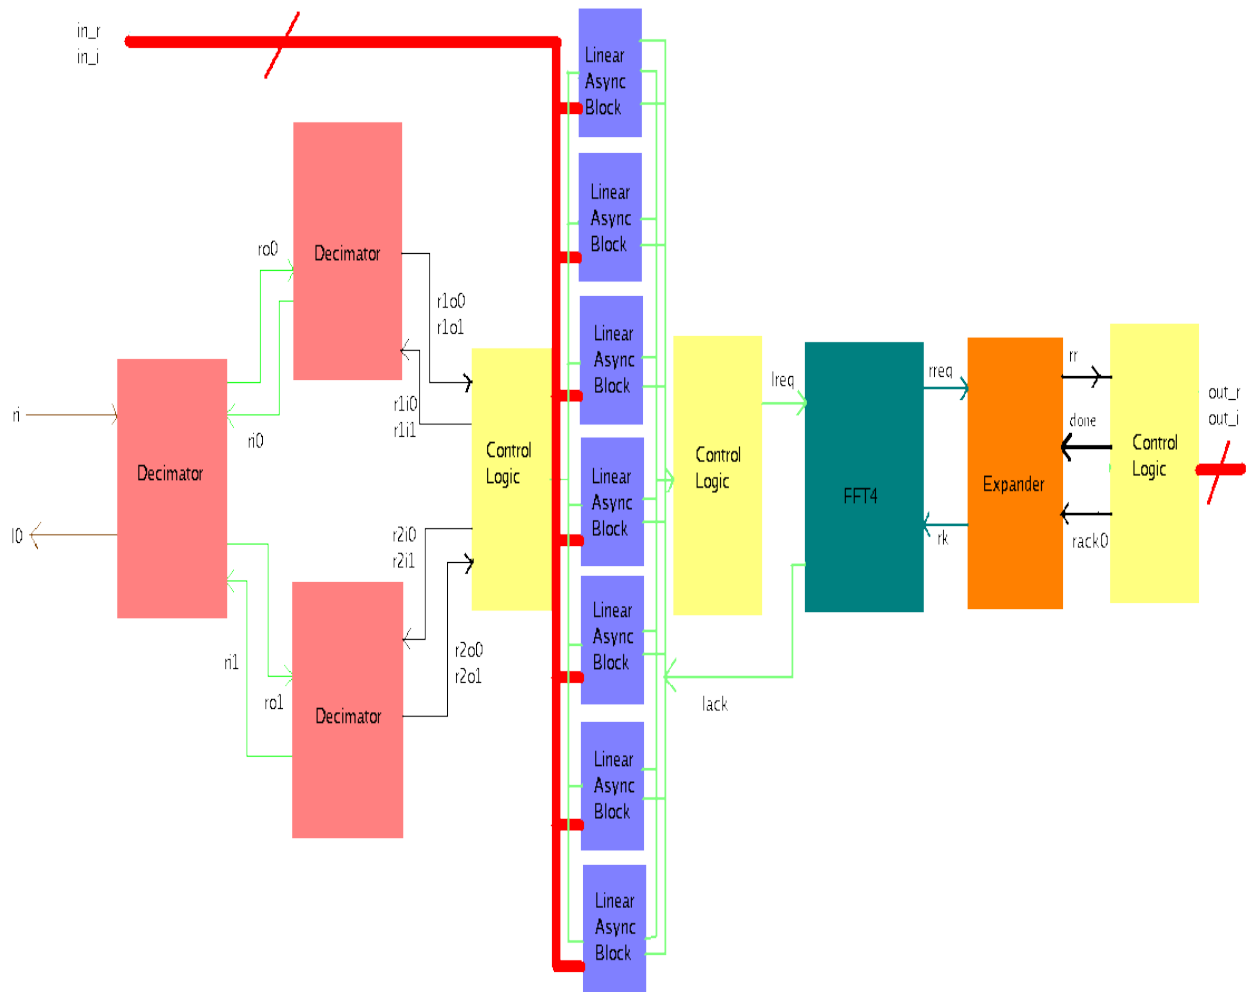 in_r
in_i
Linear
Async
Block
Linear
Async
Block
ro0
Decimator
r1o0
r1o1
rr
Linear
Async
Block
lreq
rreq
out_r
out_i
r1i0
r1i1
ri
ri0
done
Control
Logic
Control
Logic
Control
Logic
Decimator
Linear
Async
Block
FFT4
Expander
l0
r2i0
r2i1
rk
rack0
Linear
Async
Block
ri1
ro1
r2o0
r2o1
lack
Decimator
Linear
Async
Block
Linear
Async
Block